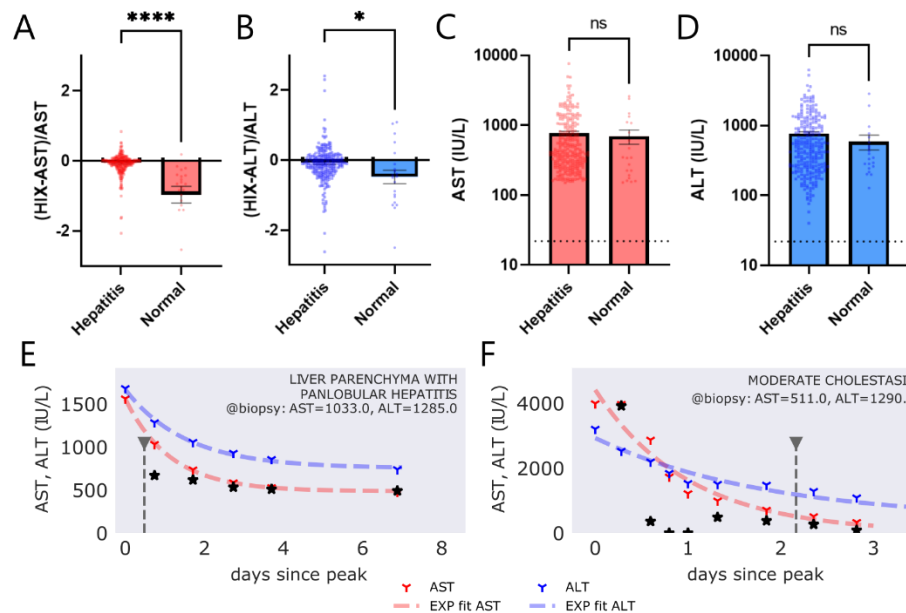 A
****
(HIX-AST)/AST
2
0
-2
Hepatitis
Normal
B
*
(HIX-ALT)/ALT
2
0
-2
Hepatitis
Normal
C
ns
AST (IU/L)
10000
1000
100
10
Hepatitis
Normal
D
ns
ALT (IU/L)
10000
1000
100
10
Hepatitis
Normal
E
AST, ALT (IU/L)
1500
1000
500
0
LIVER PARENCHYMA WITH
PANLOBULAR HEPATITIS
@biopsy: AST=1033.0, ALT=1285.0
0 2 4 6 8
days since peak
F
AST, ALT (IU/L)
4000
2000
0
MODERATE CHOLESTASI
@biopsy: AST=511.0, ALT=1290.
0 1 2 3
days since peak
AST
ALT
EXP fit AST
EXP fit ALT